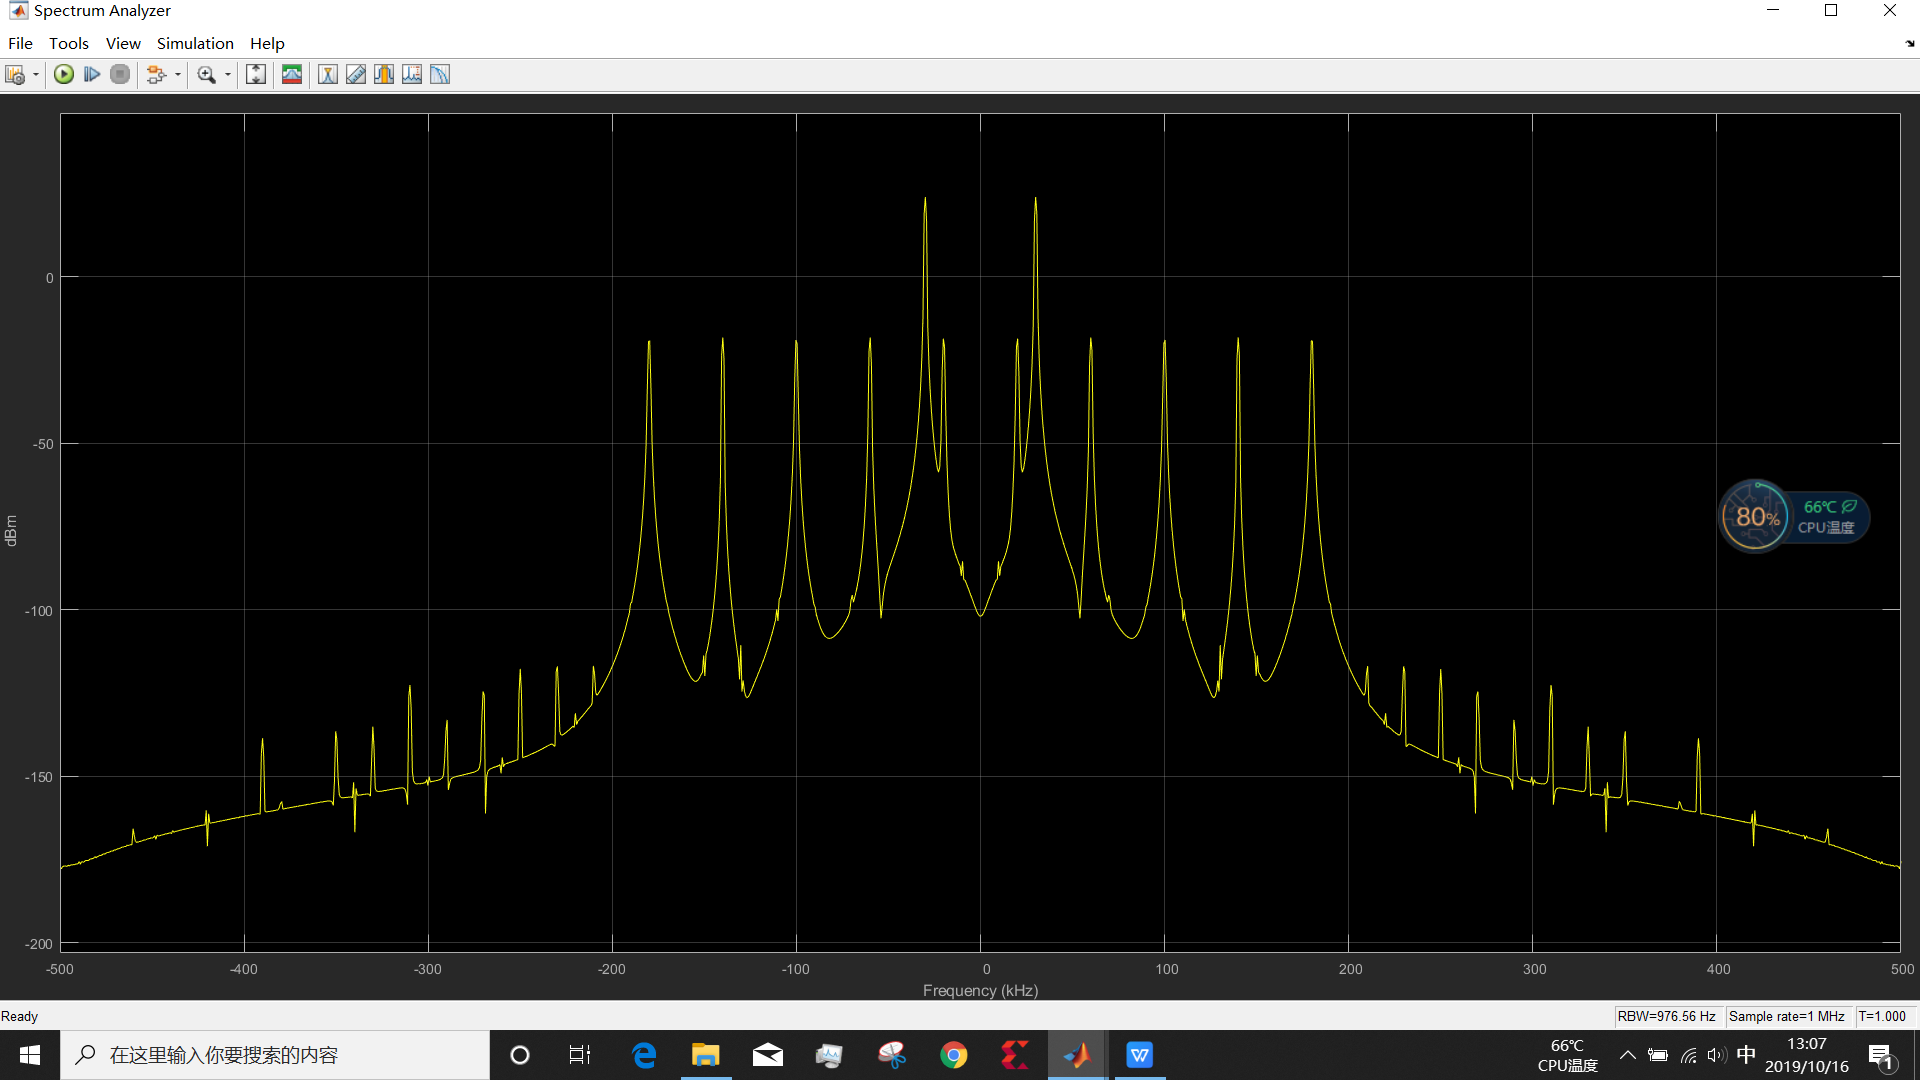 Spectrum Analyzer
File Tools View Simulation Help
0
-50
-100
-150
-200
dBm
-500 -400 -300 -200 -100 0 100 200 300 400 500
Frequency (kHz)
80%
66℃
CPU温度
Ready
RBW=976.56 Hz Sample rate=1 MHz T=1.000
在这里输入你要搜索的内容
66℃
CPU温度
中
13:07
2019/10/16
1